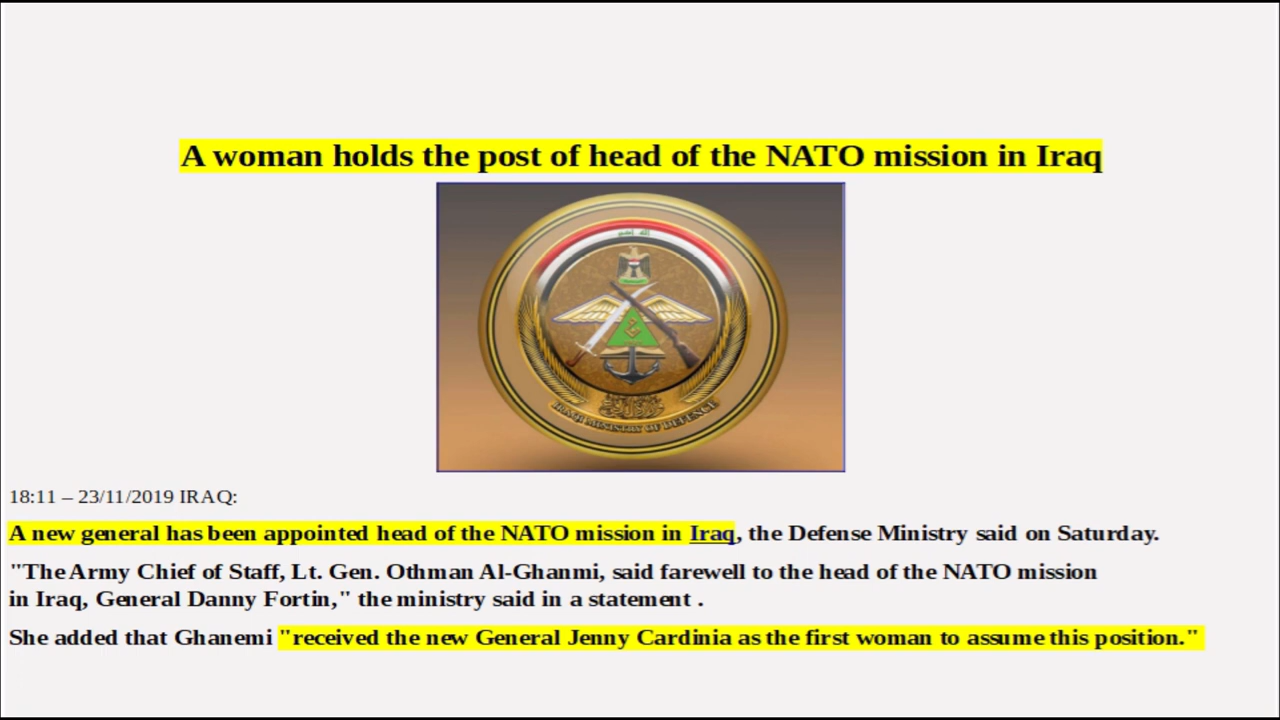 A woman holds the post of head of the NATO mission in Iraq
IRAQI MINISTRY OF DEFENCE
18:11 – 23/11/2019 IRAQ:
A new general has been appointed head of the NATO mission in Iraq, the Defense Ministry said on Saturday.
"The Army Chief of Staff, Lt. Gen. Othman Al-Ghanmi, said farewell to the head of the NATO mission
in Iraq, General Danny Fortin," the ministry said in a statement .
She added that Ghanemi "received the new General Jenny Cardinia as the first woman to assume this position."